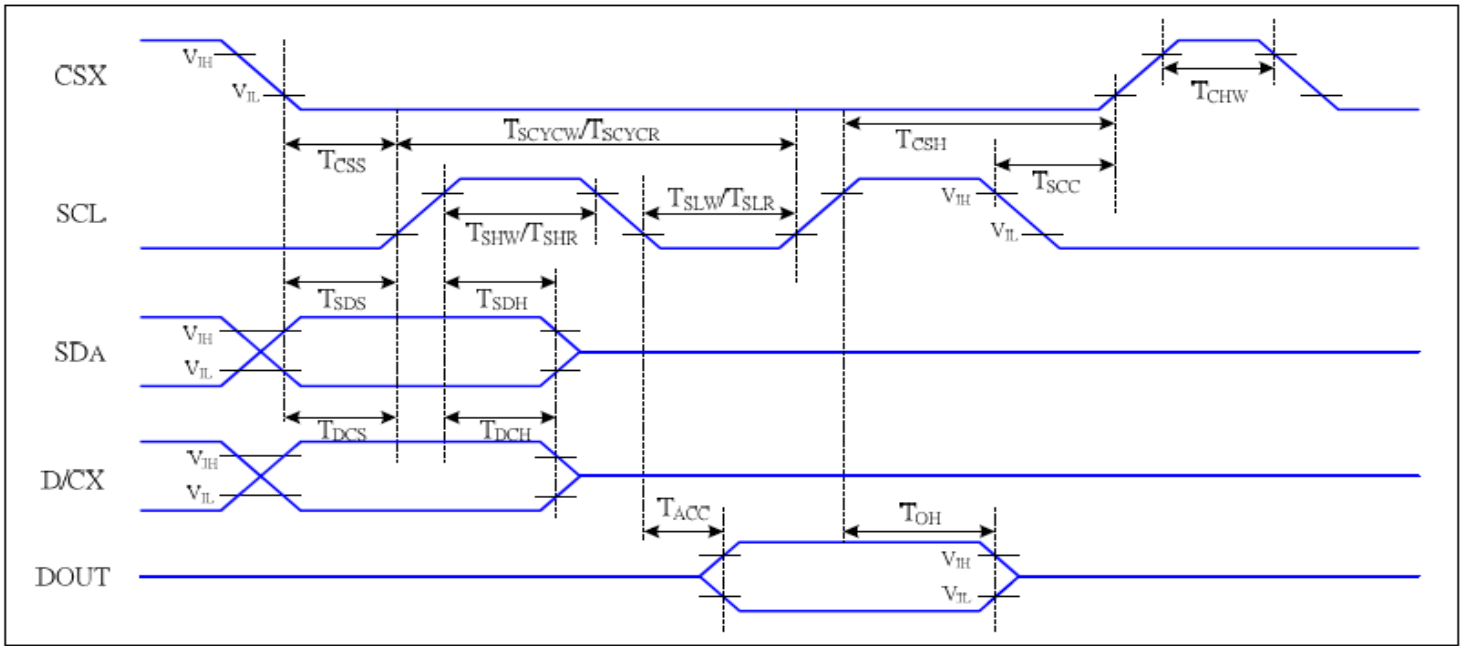 CSX
VIH
VIL
TCHW
TSCYCW/TSCYCR
TCSS
TCSH
TSCC
SCL
TSLW/TSLR
VIH
VIL
TSHW/TSHR
TSDS
TSDH
SDA
VIH
VIL
TDCS
TDCH
D/CX
VIH
VIL
TACC
TOH
DOUT
VIH
VIL